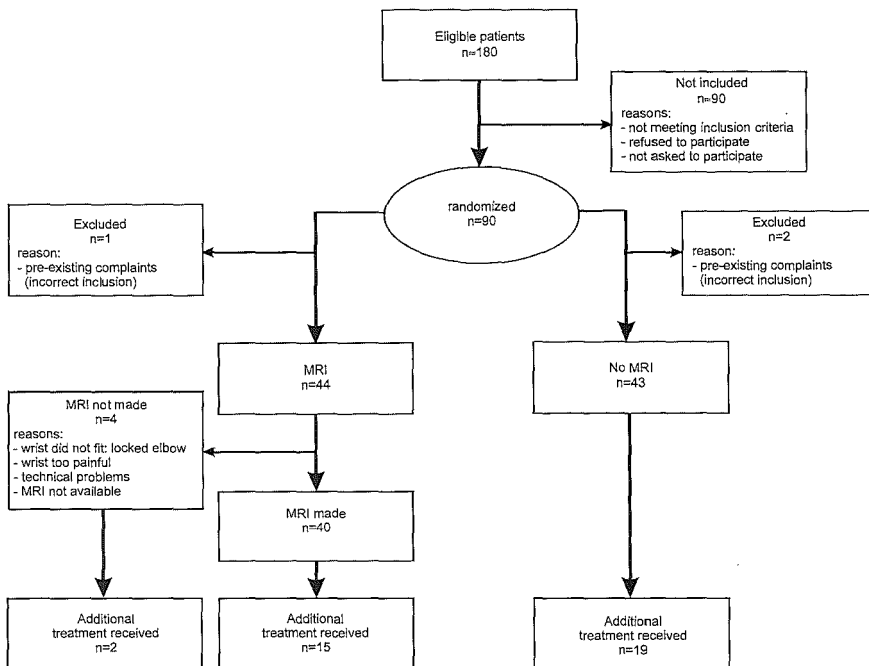 Eligible patients
n=180
Not included
n=90
reasons:
- not meeting inclusion criteria
- refused to participate
- not asked to participate
randomized
n=90
Excluded
n=1
reason:
- pre-existing complaints
(incorrect inclusion)
Excluded
n=2
reason:
- pre-existing complaints
(incorrect inclusion)
MRI
n=44
No MRI
n=43
MRI not made
n=4
reasons:
- wrist did not fit: locked elbow
- wrist too painful
- technical problems
- MRI not available
MRI made
n=40
Additional
treatment received
n=2
Additional
treatment received
n=15
Additional
treatment received
n=19